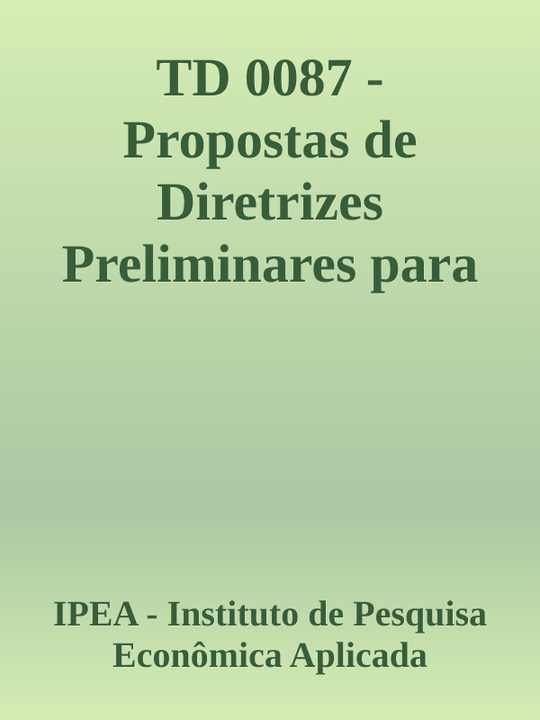 TD 0087 -
Propostas de
Diretrizes
Preliminares para
IPEA - Instituto de Pesquisa
Econômica Aplicada